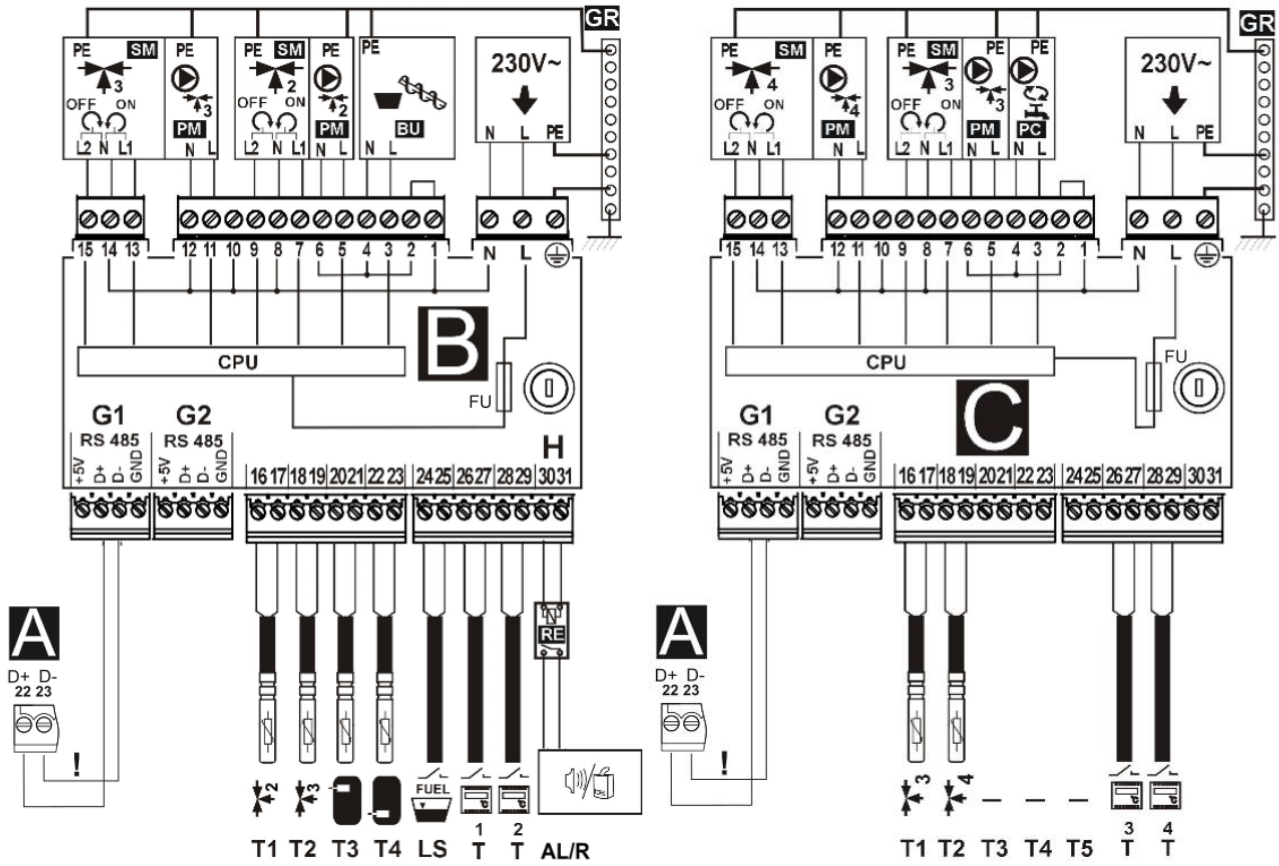 GR
PE SM PE PE SM PE PE
3 3 2 2
OFF ON OFF ON
230V~
PM PM BU
L2 N L1 N L L2 N L1 N L N L
N L PE
15 14 13 12 11 10 9 8 7 6 5 4 3 2 1 N L
B
CPU
FU
G1 G2 H
RS 485 RS 485
+5V D+ D- GND +5V D+ D- GND
16 17 18 19 20 21 22 23 24 25 26 27 28 29 30 31
A
D+ D-
22 23
!
RE
2 3
FUEL
1 2
T1 T2 T3 T4 LS T T AL/R
GR
PE SM PE PE SM PE PE
4 4 3 3
OFF ON OFF ON
230V~
PM PM PC
L2 N L1 N L L2 N L1 N L N L
N L PE
15 14 13 12 11 10 9 8 7 6 5 4 3 2 1 N L
CPU
FU
C
G1 G2
RS 485 RS 485
+5V D+ D- GND +5V D+ D- GND
16 17 18 19 20 21 22 23 24 25 26 27 28 29 30 31
A
D+ D-
22 23
!
3 4 — — —
3 4
T1 T2 T3 T4 T5 T T